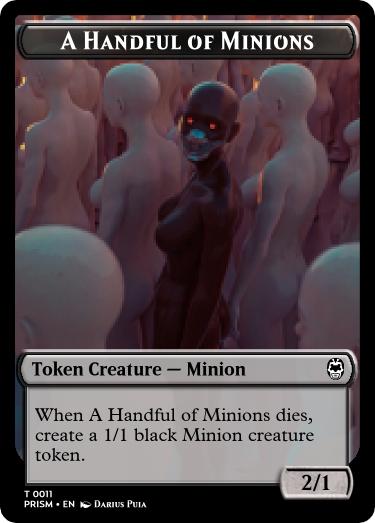 A Handful of Minions
Token Creature — Minion
When A Handful of Minions dies,
create a 1/1 black Minion creature
token.
2/1
T 0011
PRISM • EN Darius Puia